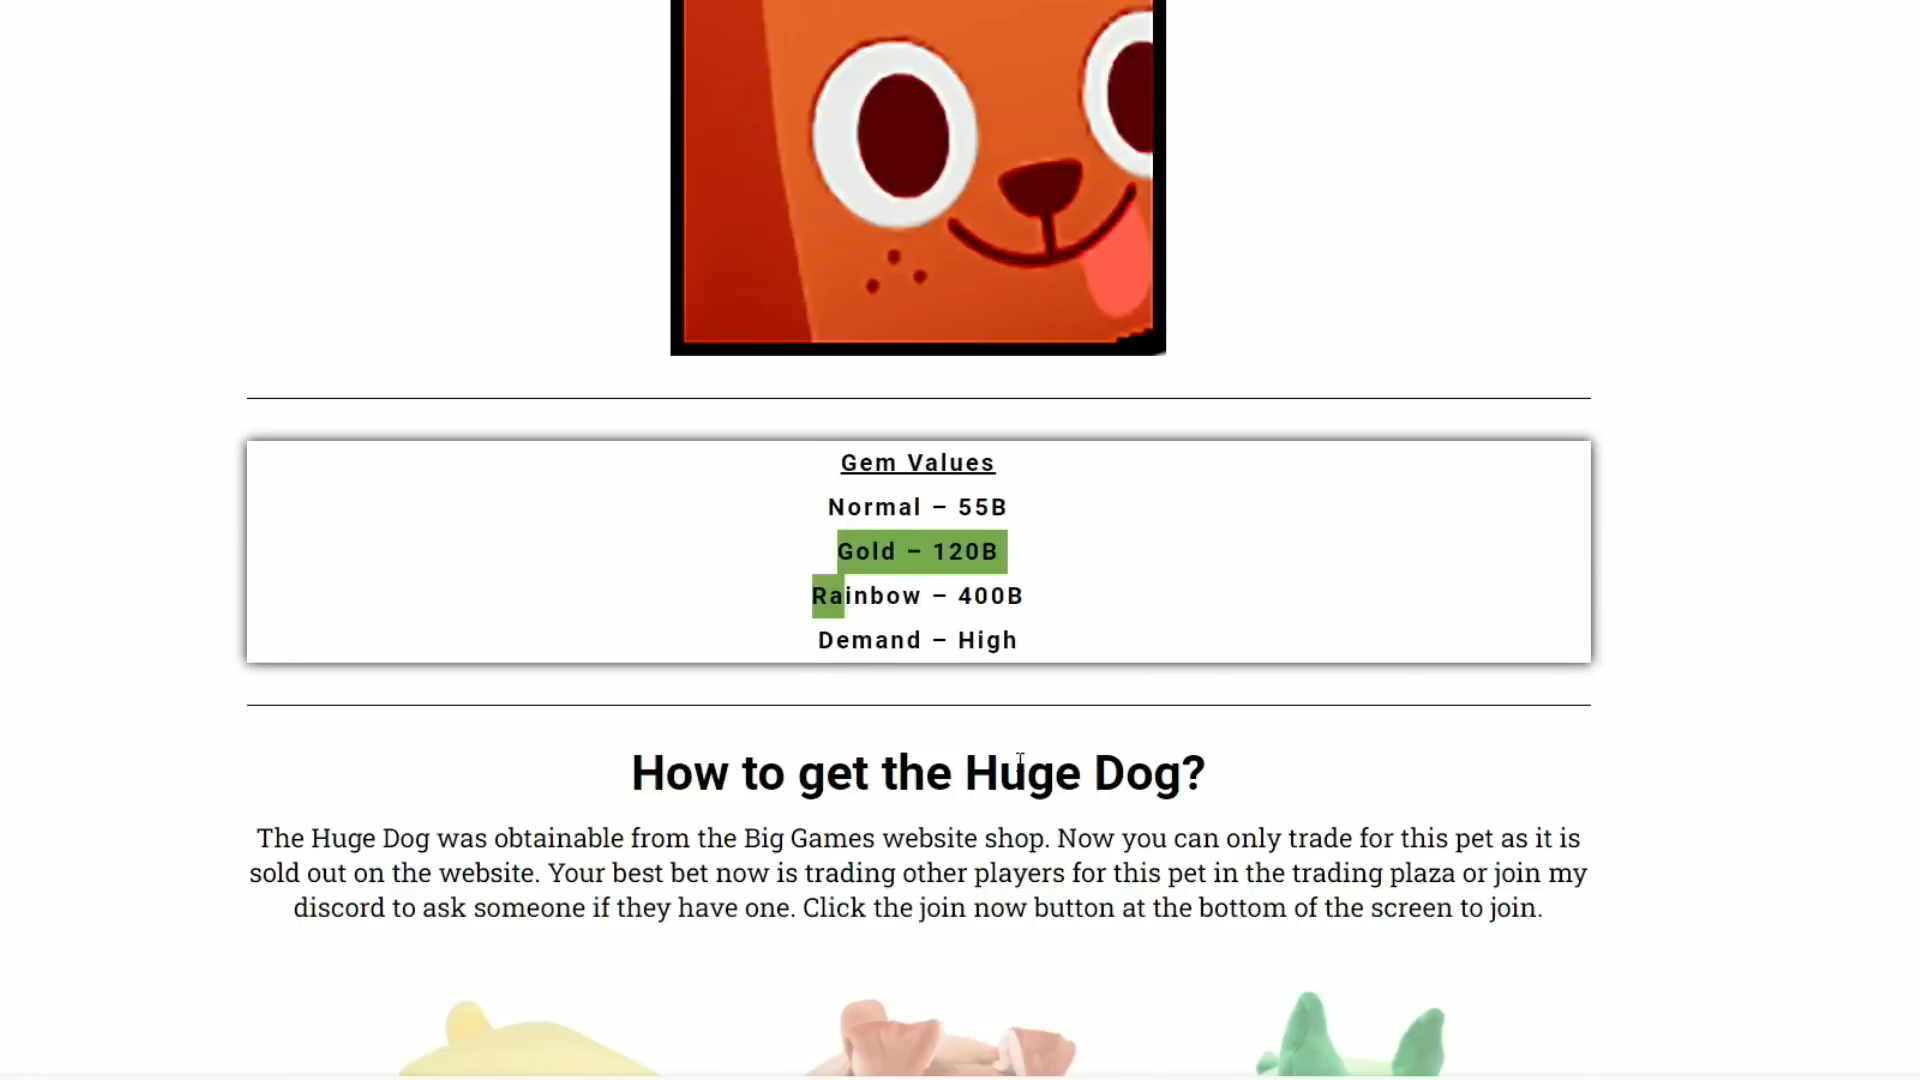 Gem Values
Normal – 55B
Gold – 120B
Rainbow – 400B
Demand – High
How to get the Huge Dog?
The Huge Dog was obtainable from the Big Games website shop. Now you can only trade for this pet as it is
sold out on the website. Your best bet now is trading other players for this pet in the trading plaza or join my
discord to ask someone if they have one. Click the join now button at the bottom of the screen to join.